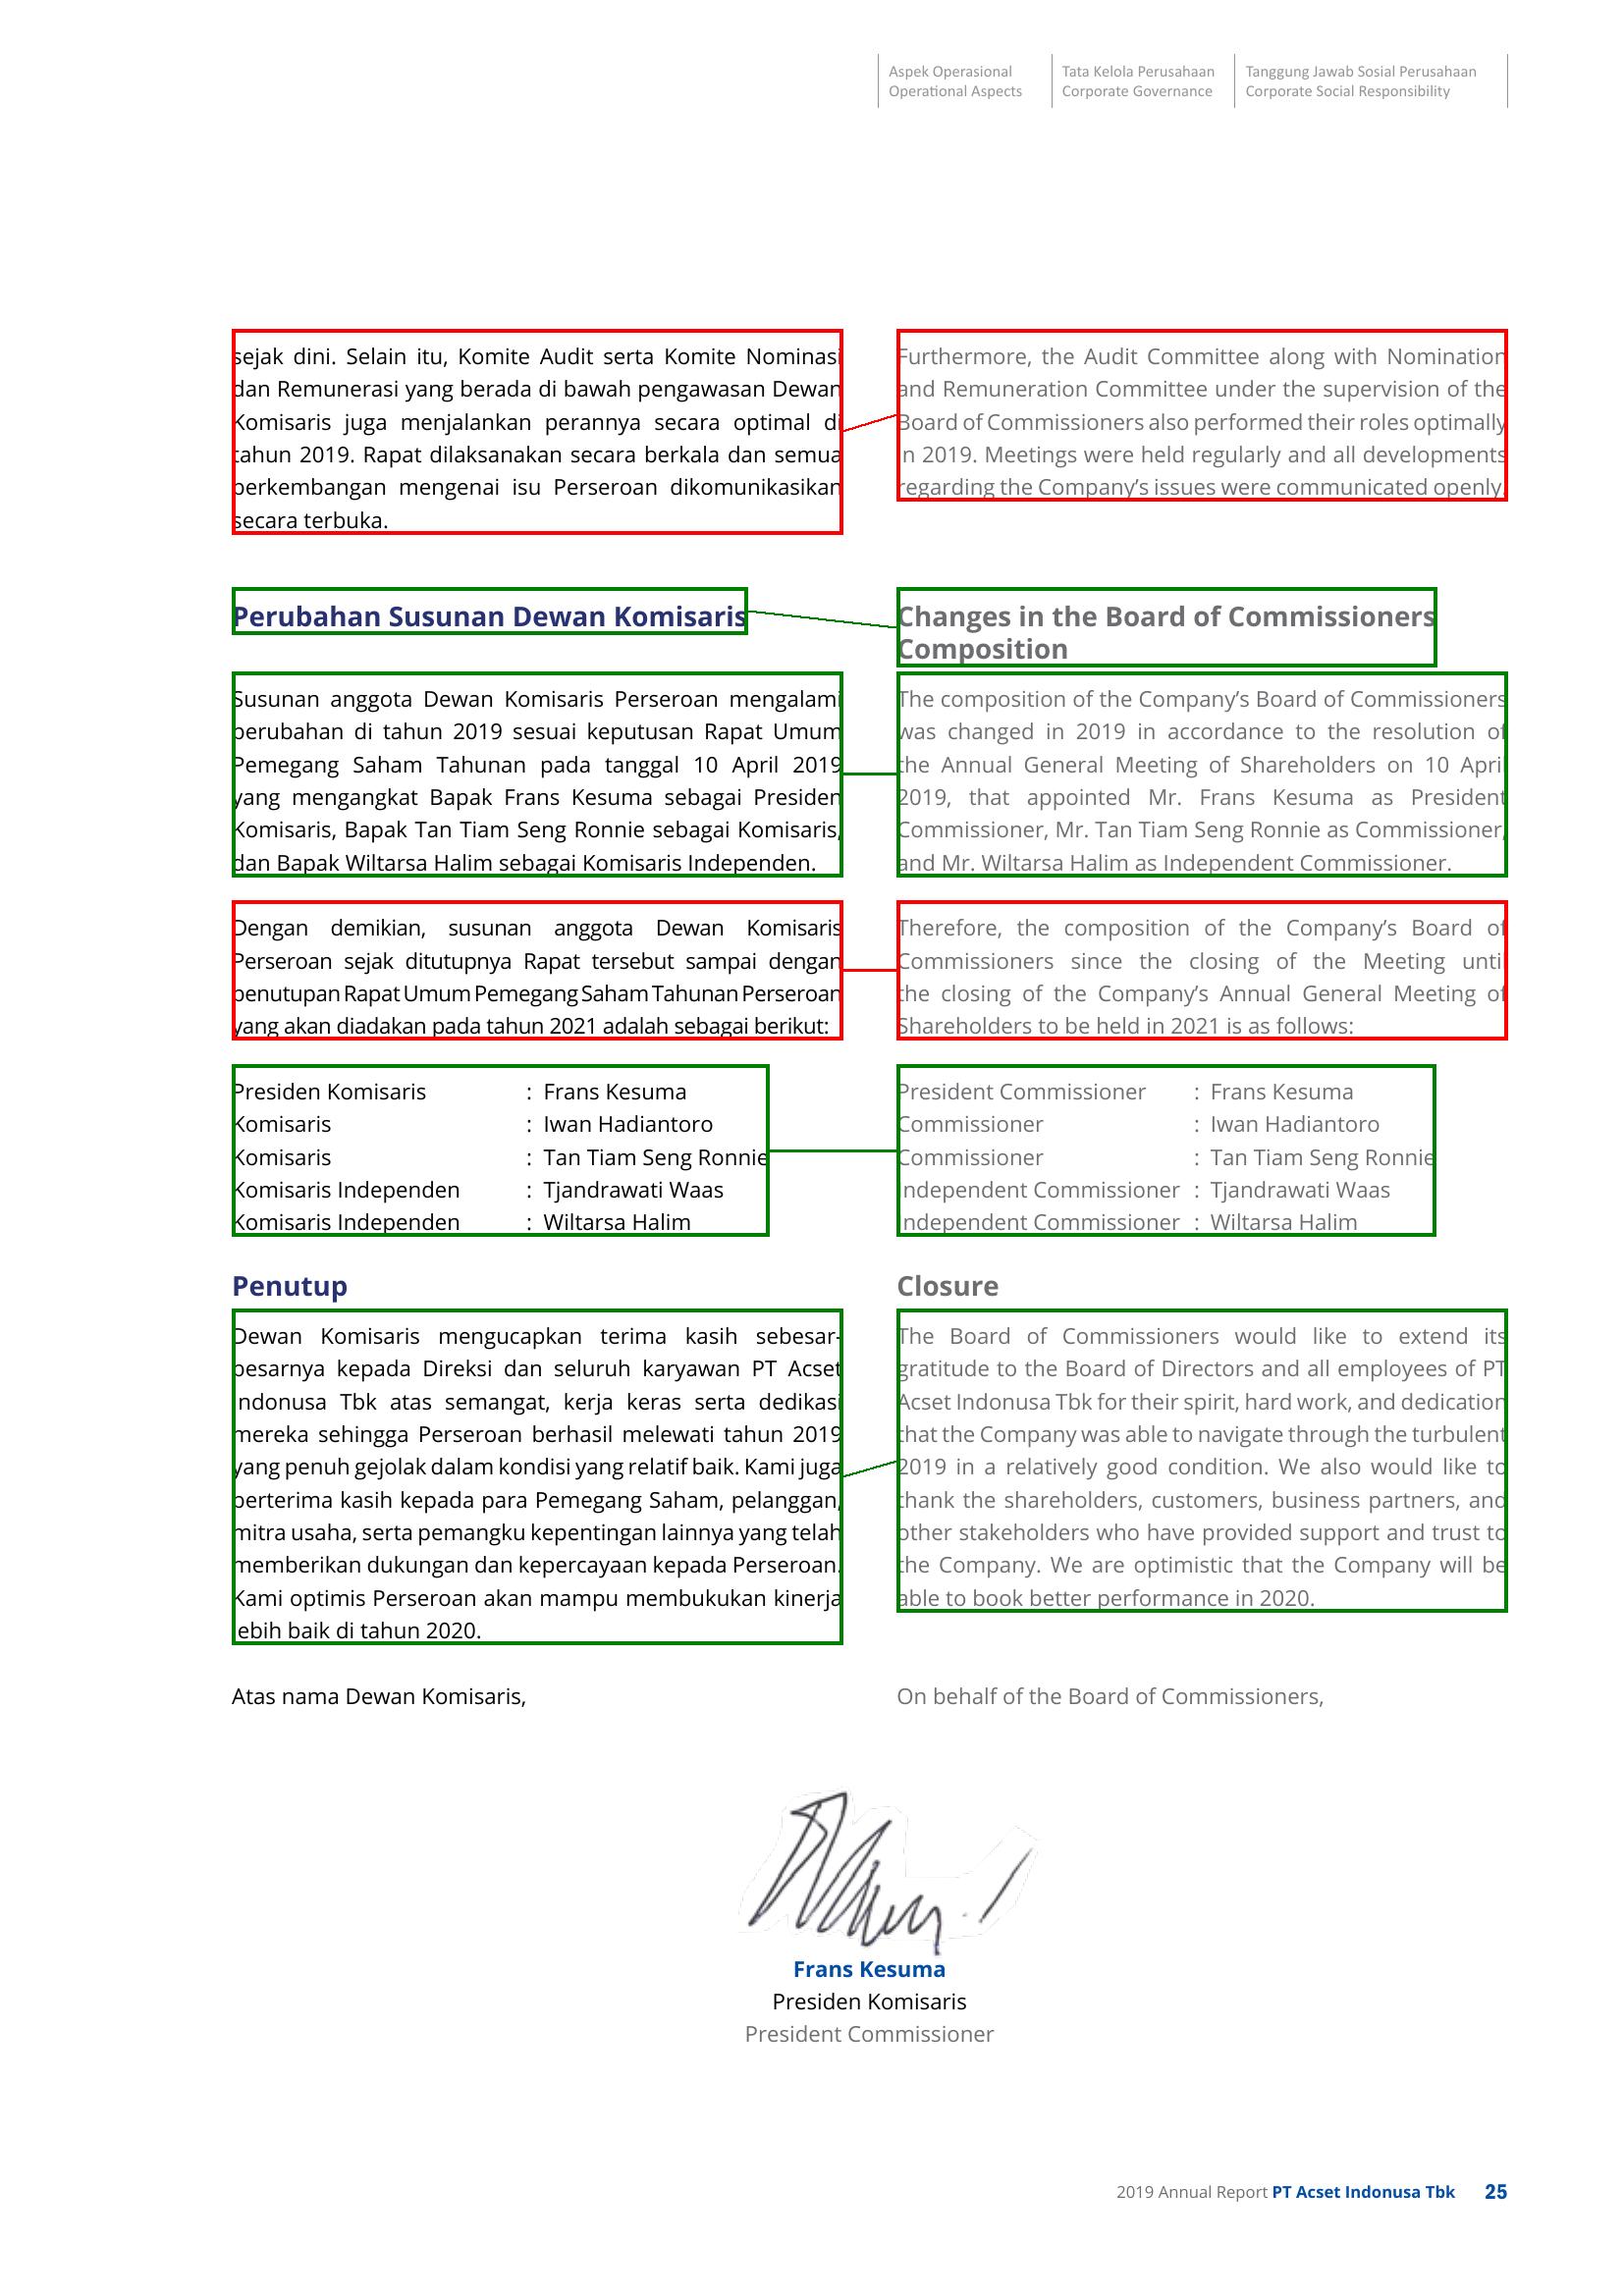 Aspek Operasional
Operational Aspects
Tata Kelola Perusahaan
Corporate Governance
Tanggung Jawab Sosial Perusahaan
Corporate Social Responsibility
sejak dini. Selain itu, Komite Audit serta Komite Nominasi
dan Remunerasi yang berada di bawah pengawasan Dewan
Komisaris juga menjalankan perannya secara optimal di
tahun 2019. Rapat dilaksanakan secara berkala dan semua
perkembangan mengenai isu Perseroan dikomunikasikan
secara terbuka.
Furthermore, the Audit Committee along with Nomination
and Remuneration Committee under the supervision of the
Board of Commissioners also performed their roles optimally
in 2019. Meetings were held regularly and all developments
regarding the Company's issues were communicated openly.
Perubahan Susunan Dewan Komisaris
Changes in the Board of Commissioners
Composition
Susunan anggota Dewan Komisaris Perseroan mengalami
perubahan di tahun 2019 sesuai keputusan Rapat Umum
Pemegang Saham Tahunan pada tanggal 10 April 2019
yang mengangkat Bapak Frans Kesuma sebagai Presiden
Komisaris, Bapak Tan Tiam Seng Ronnie sebagai Komisaris,
dan Bapak Wiltarsa Halim sebagai Komisaris Independen.
The composition of the Company's Board of Commissioners
was changed in 2019 in accordance to the resolution of
the Annual General Meeting of Shareholders on 10 April
2019, that appointed Mr. Frans Kesuma as President
Commissioner, Mr. Tan Tiam Seng Ronnie as Commissioner,
and Mr. Wiltarsa Halim as Independent Commissioner.
Dengan demikian, susunan anggota Dewan Komisaris
Perseroan sejak ditutupnya Rapat tersebut sampai dengan
penutupan Rapat Umum Pemegang Saham Tahunan Perseroan
yang akan diadakan pada tahun 2021 adalah sebagai berikut:
Therefore, the composition of the Company's Board of
Commissioners since the closing of the Meeting until
the closing of the Company's Annual General Meeting of
Shareholders to be held in 2021 is as follows:
Presiden Komisaris : Frans Kesuma
Komisaris : Iwan Hadiantoro
Komisaris : Tan Tiam Seng Ronnie
Komisaris Independen : Tjandrawati Waas
Komisaris Independen : Wiltarsa Halim
President Commissioner : Frans Kesuma
Commissioner : Iwan Hadiantoro
Commissioner : Tan Tiam Seng Ronnie
Independent Commissioner : Tjandrawati Waas
Independent Commissioner : Wiltarsa Halim
Penutup
Dewan Komisaris mengucapkan terima kasih sebesar-
besarnya kepada Direksi dan seluruh karyawan PT Acset
Indonusa Tbk atas semangat, kerja keras serta dedikasi
mereka sehingga Perseroan berhasil melewati tahun 2019
yang penuh gejolak dalam kondisi yang relatif baik. Kami juga
berterima kasih kepada para Pemegang Saham, pelanggan,
mitra usaha, serta pemangku kepentingan lainnya yang telah
memberikan dukungan dan kepercayaan kepada Perseroan.
Kami optimis Perseroan akan mampu membukukan kinerja
lebih baik di tahun 2020.
Closure
The Board of Commissioners would like to extend its
gratitude to the Board of Directors and all employees of PT
Acset Indonusa Tbk for their spirit, hard work, and dedication
that the Company was able to navigate through the turbulent
2019 in a relatively good condition. We also would like to
thank the shareholders, customers, business partners, and
other stakeholders who have provided support and trust to
the Company. We are optimistic that the Company will be
able to book better performance in 2020.
Atas nama Dewan Komisaris,
On behalf of the Board of Commissioners,
Frans Kesuma
Presiden Komisaris
President Commissioner
2019 Annual Report PT Acset Indonusa Tbk 25